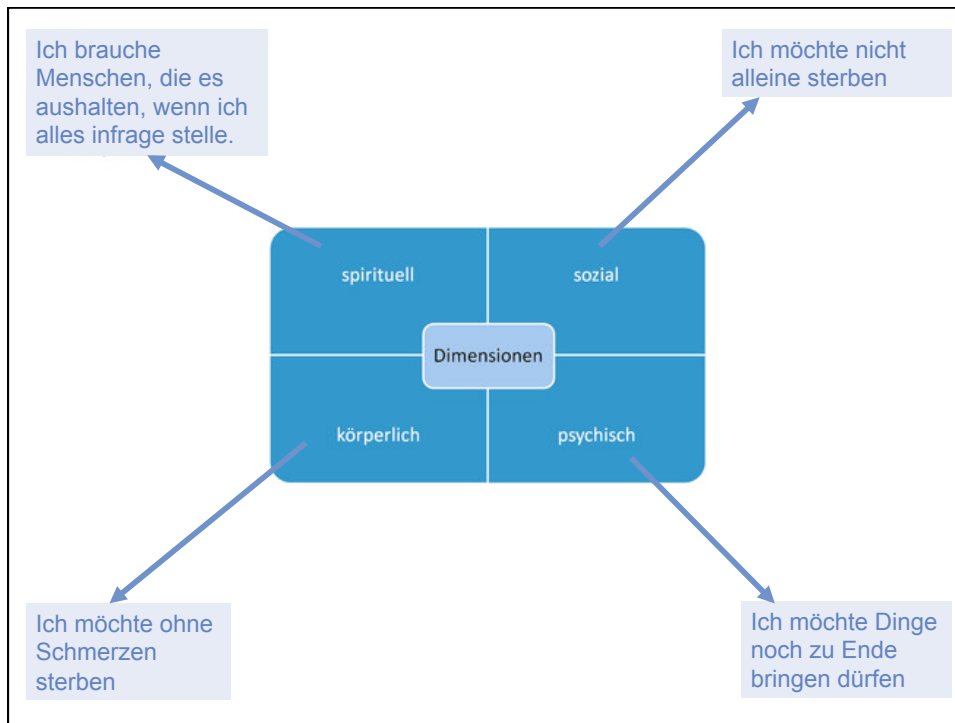 Ich brauche
Menschen, die es
aushalten, wenn ich
alles infrage stelle.
Ich möchte nicht
alleine sterben
spirituell
sozial
Dimensionen
körperlich
psychisch
Ich möchte ohne
Schmerzen
sterben
Ich möchte Dinge
noch zu Ende
bringen dürfen